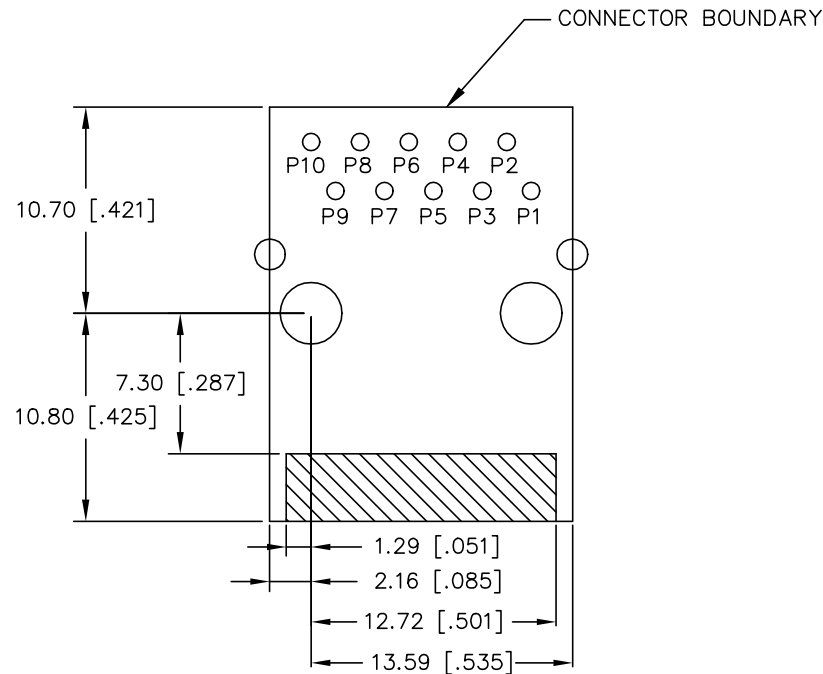 CONNECTOR BOUNDARY
P10 P8 P6 P4 P2
P9 P7 P5 P3 P1
10.70 [.421]
7.30 [.287]
10.80 [.425]
1.29 [.051]
2.16 [.085]
12.72 [.501]
13.59 [.535]